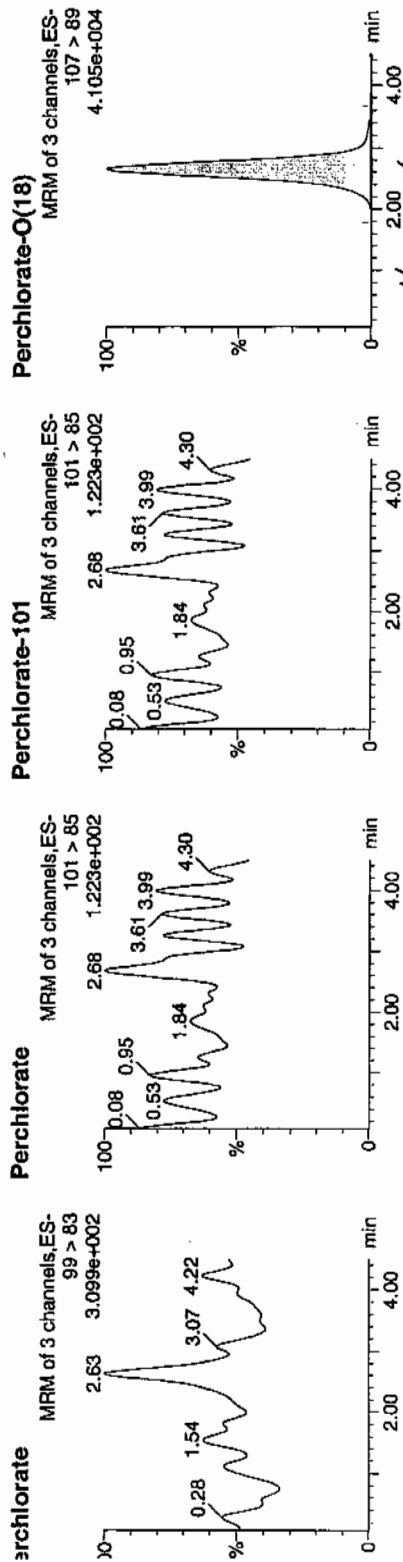 erchlorate
MRM of 3 channels,ES-
99 > 83
3.099e+002
00
2.63
0.28
1.54
3.07
4.22
%
0
2.00
4.00
min
Perchlorate
MRM of 3 channels,ES-
101 > 85
1.223e+002
100
2.68
0.08
0.95
0.53
1.84
3.61
3.99
4.30
%
0
2.00
4.00
min
Perchlorate-101
MRM of 3 channels,ES-
101 > 85
1.223e+002
100
2.68
0.08
0.95
0.53
1.84
3.61
3.99
4.30
%
0
2.00
4.00
min
Perchlorate-O(18)
MRM of 3 channels,ES-
107 > 89
4.105e+004
100
%
0
2.00
4.00
min